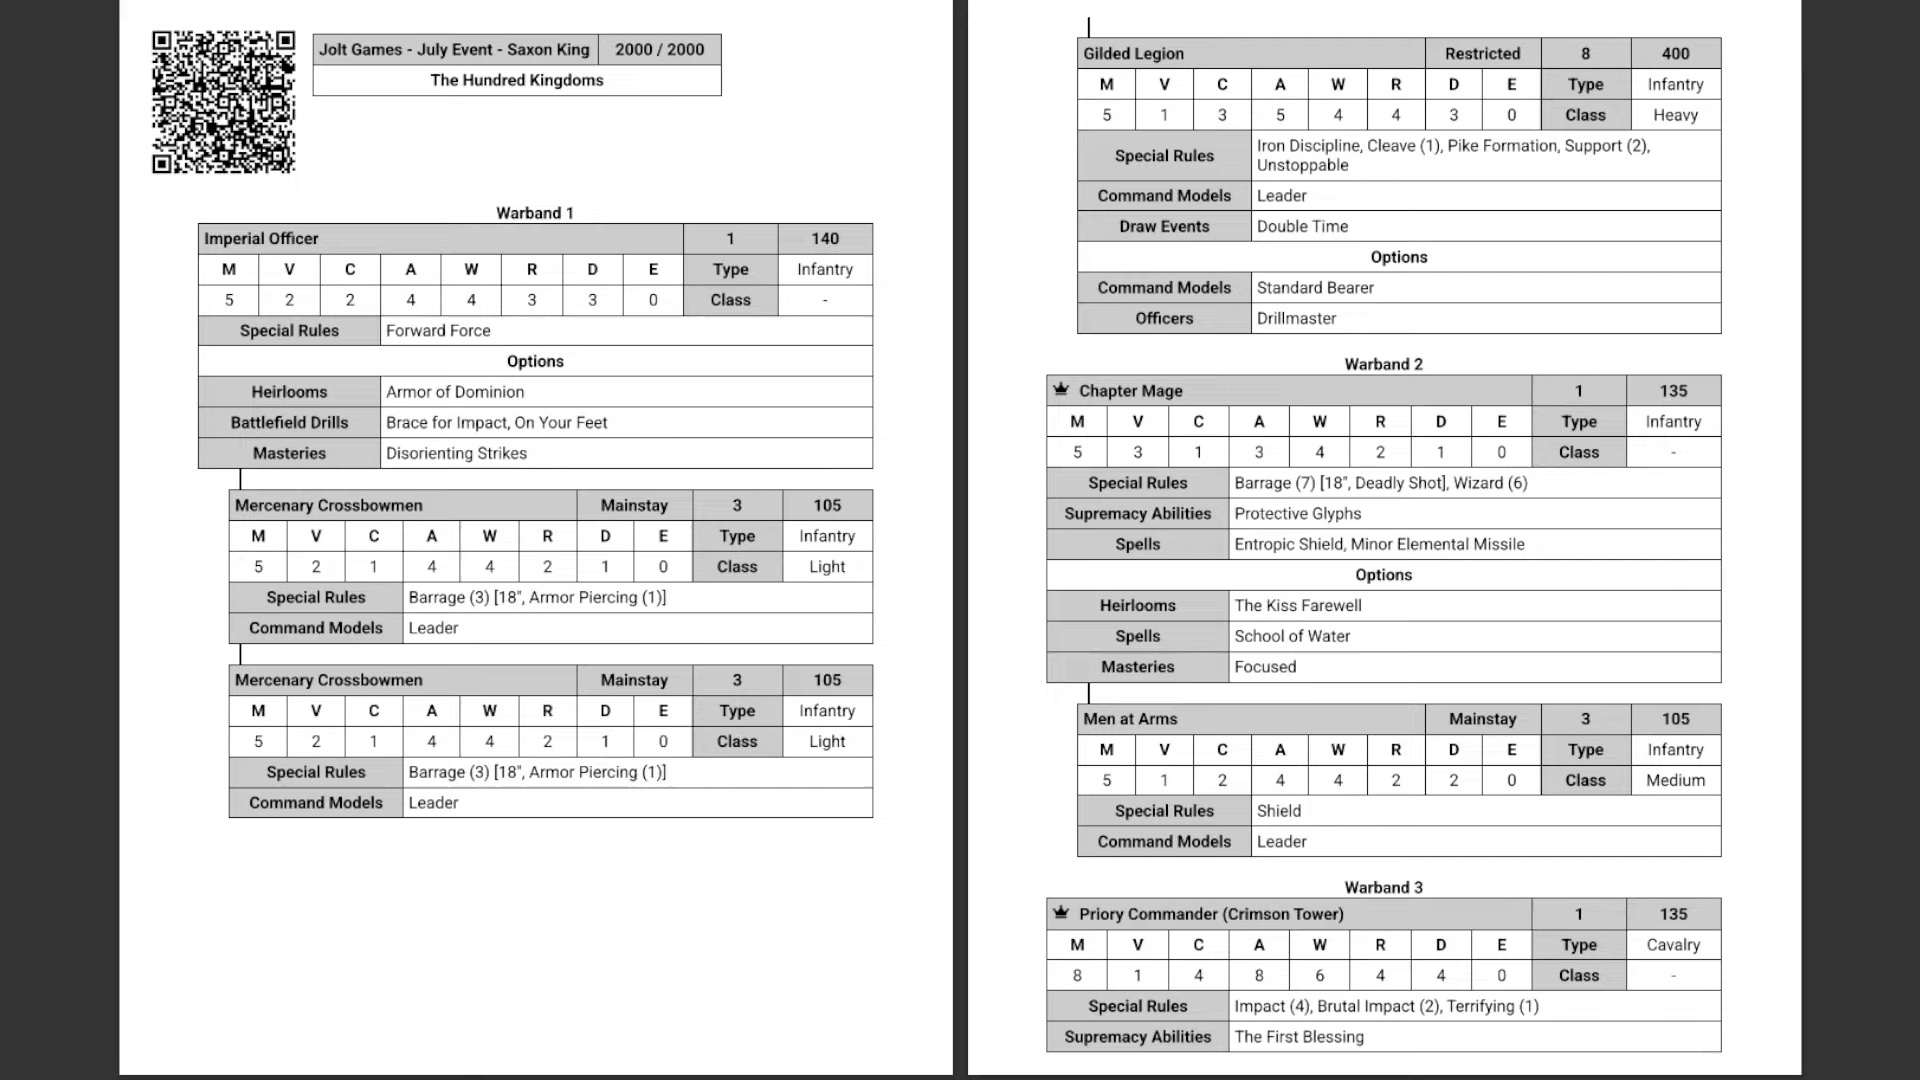 Jolt Games - July Event - Saxon King 2000 / 2000
The Hundred Kingdoms
Warband 1
Imperial Officer 1 140
M V C A W R D E Type Infantry
5 2 2 4 4 3 3 0 Class -
Special Rules Forward Force
Options
Heirlooms Armor of Dominion
Battlefield Drills Brace for Impact, On Your Feet
Masteries Disorienting Strikes
Mercenary Crossbowmen Mainstay 3 105
M V C A W R D E Type Infantry
5 2 1 4 4 2 1 0 Class Light
Special Rules Barrage (3) [18", Armor Piercing (1)]
Command Models Leader
Mercenary Crossbowmen Mainstay 3 105
M V C A W R D E Type Infantry
5 2 1 4 4 2 1 0 Class Light
Special Rules Barrage (3) [18", Armor Piercing (1)]
Command Models Leader
Gilded Legion Restricted 8 400
M V C A W R D E Type Infantry
5 1 3 5 4 4 3 0 Class Heavy
Special Rules Iron Discipline, Cleave (1), Pike Formation, Support (2),
Unstoppable
Command Models Leader
Draw Events Double Time
Options
Command Models Standard Bearer
Officers Drillmaster
Warband 2
Chapter Mage 1 135
M V C A W R D E Type Infantry
5 3 1 3 4 2 1 0 Class -
Special Rules Barrage (7) [18", Deadly Shot], Wizard (6)
Supremacy Abilities Protective Glyphs
Spells Entropic Shield, Minor Elemental Missile
Options
Heirlooms The Kiss Farewell
Spells School of Water
Masteries Focused
Men at Arms Mainstay 3 105
M V C A W R D E Type Infantry
5 1 2 4 4 2 2 0 Class Medium
Special Rules Shield
Command Models Leader
Warband 3
Priory Commander (Crimson Tower) 1 135
M V C A W R D E Type Cavalry
8 1 4 8 6 4 4 0 Class -
Special Rules Impact (4), Brutal Impact (2), Terrifying (1)
Supremacy Abilities The First Blessing